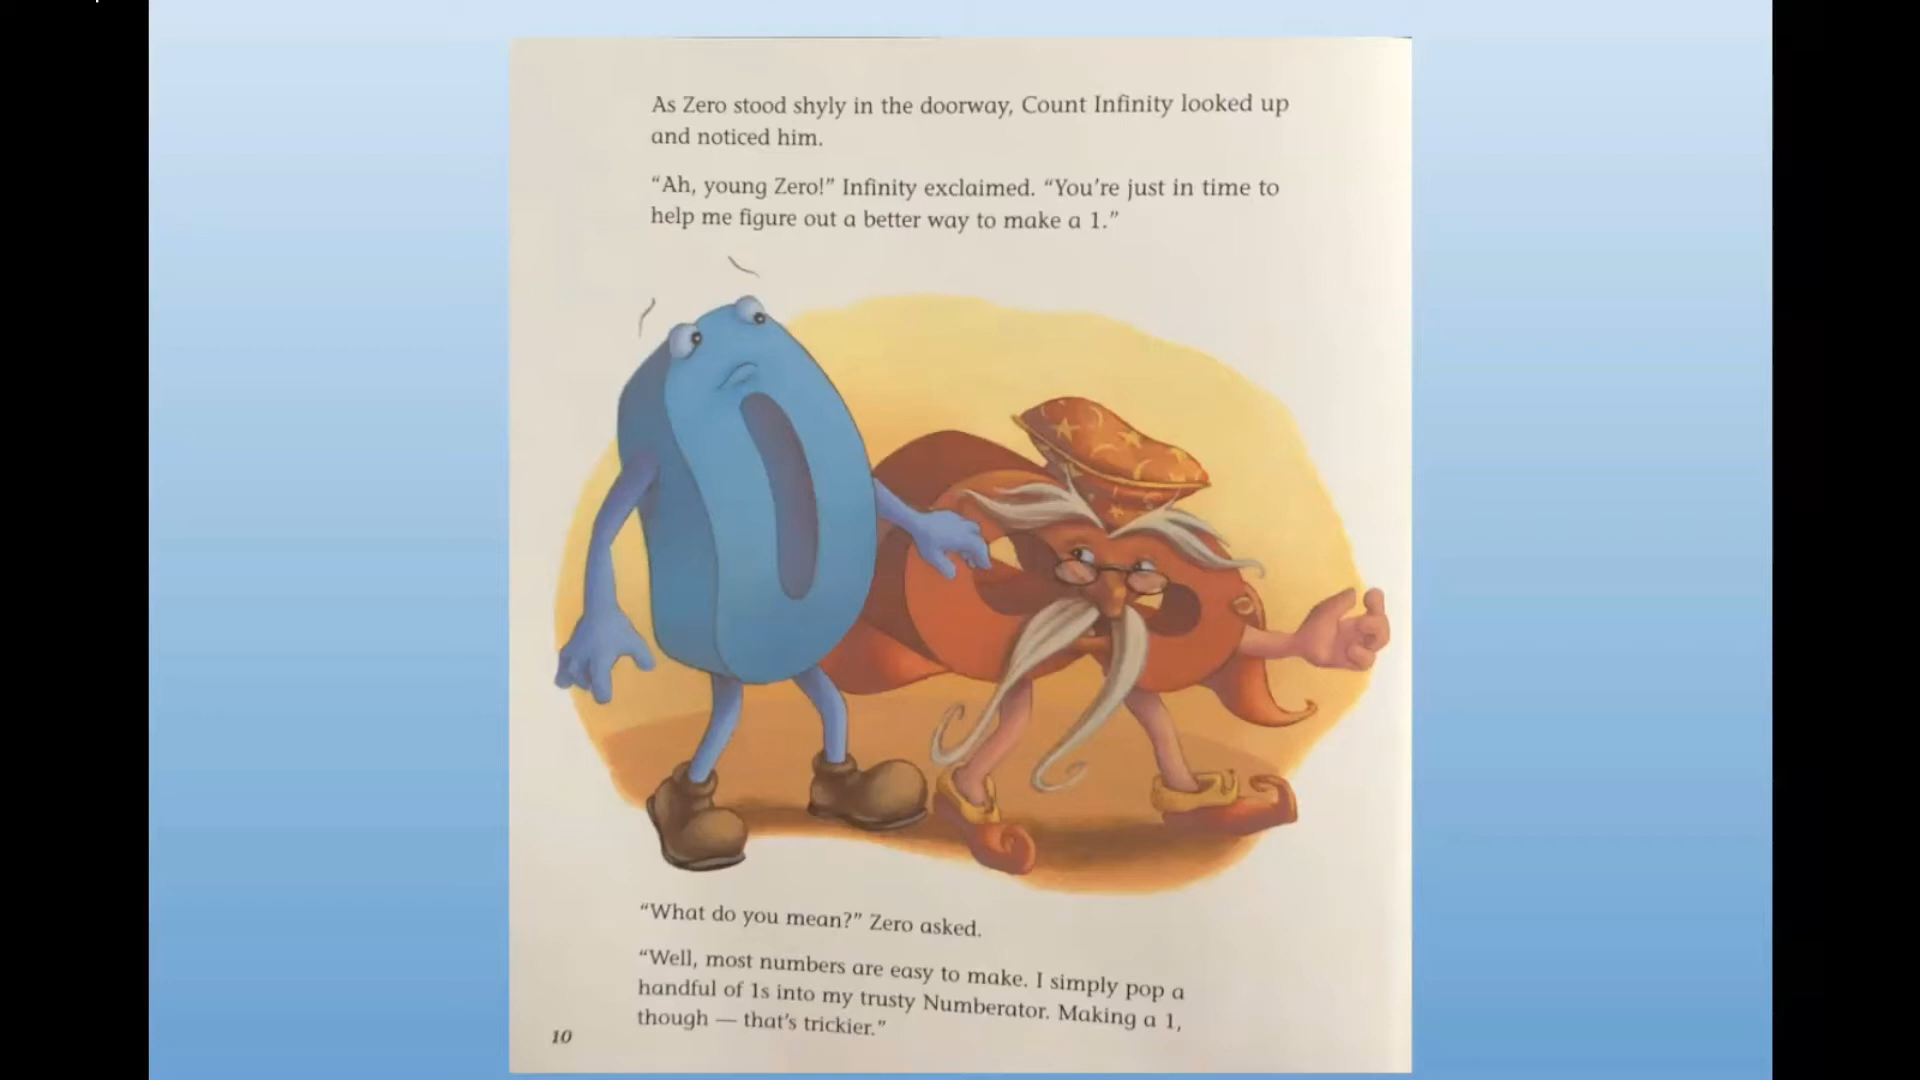 As Zero stood shyly in the doorway, Count Infinity looked up
and noticed him.
“Ah, young Zero!” Infinity exclaimed. “You’re just in time to
help me figure out a better way to make a 1.”
“What do you mean?” Zero asked.
“Well, most numbers are easy to make. I simply pop a
handful of 1s into my trusty Numberator. Making a 1,
though — that’s trickier.”
10